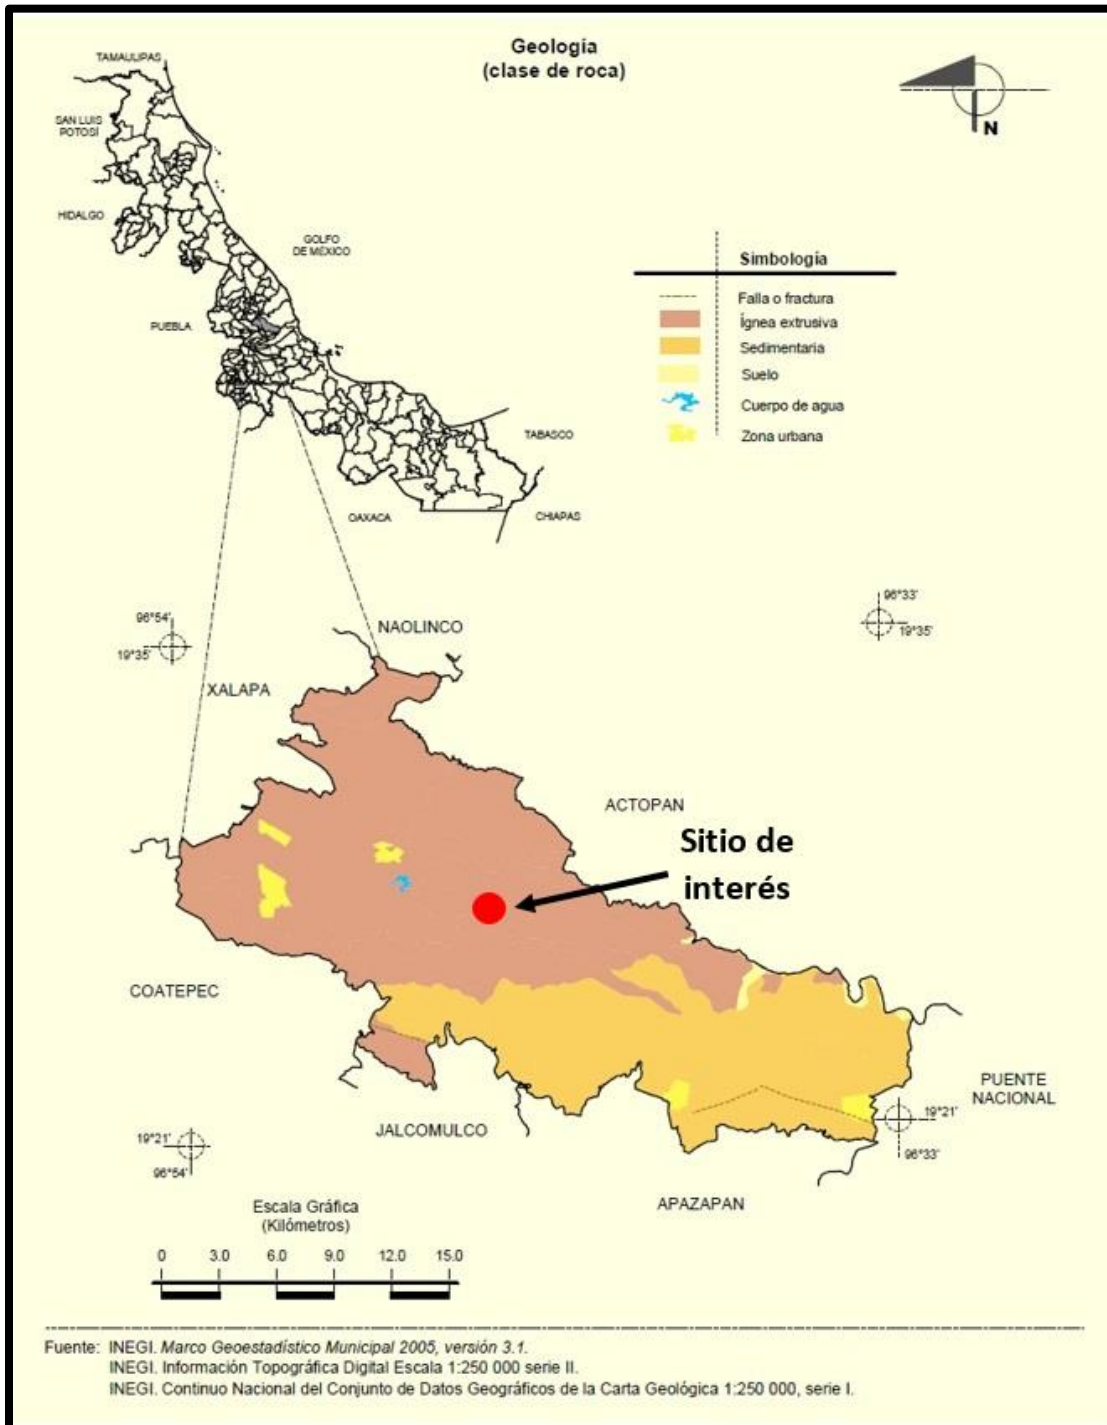 Geología
(clase de roca)
N
TAMAULIPAS
SAN LUIS
POTOSÍ
HIDALGO
GOLFO
DE MÉXICO
PUEBLA
TABASCO
OAXACA
CHIAPAS
Simbología
Falla o fractura
Ígnea extrusiva
Sedimentaria
Suelo
Cuerpo de agua
Zona urbana
96°54'
19°35'
96°33'
19°35'
NAOLINCO
XALAPA
ACTOPAN
Sitio de
interés
COATEPEC
PUENTE
NACIONAL
JALCOMULCO
19°21'
96°33'
19°21'
96°54'
APAZAPAN
Escala Gráfica
(Kilómetros)
0 3.0 6.0 9.0 12.0 15.0
Fuente: INEGI. Marco Geoestadístico Municipal 2005, versión 3.1.
INEGI. Información Topográfica Digital Escala 1:250 000 serie II.
INEGI. Continuo Nacional del Conjunto de Datos Geográficos de la Carta Geológica 1:250 000, serie I.